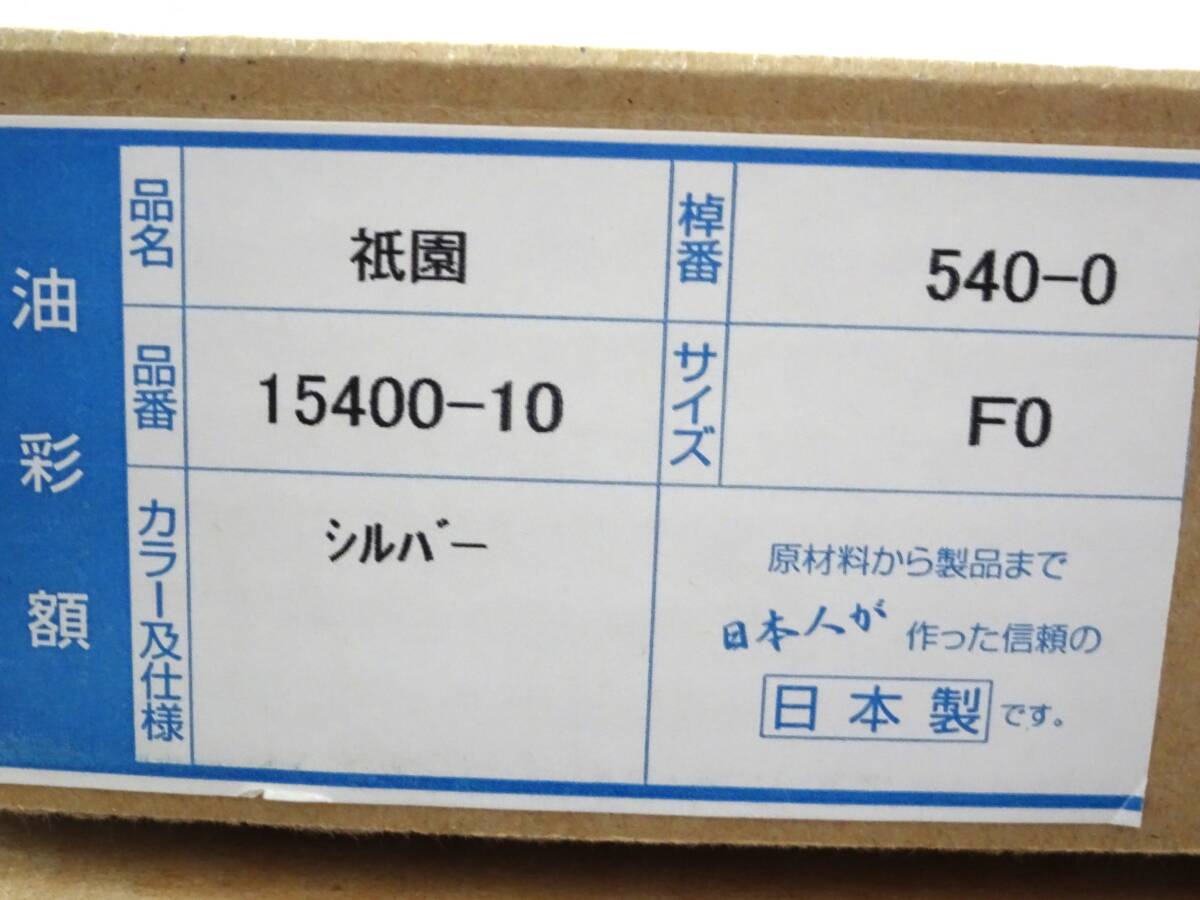 油彩額
品名
祇園
棹番
540-0
品番
15400-10
サイズ
F0
カラー及仕様
シルバー
原材料から製品まで
日本人が 作った信頼の
日本製 です。